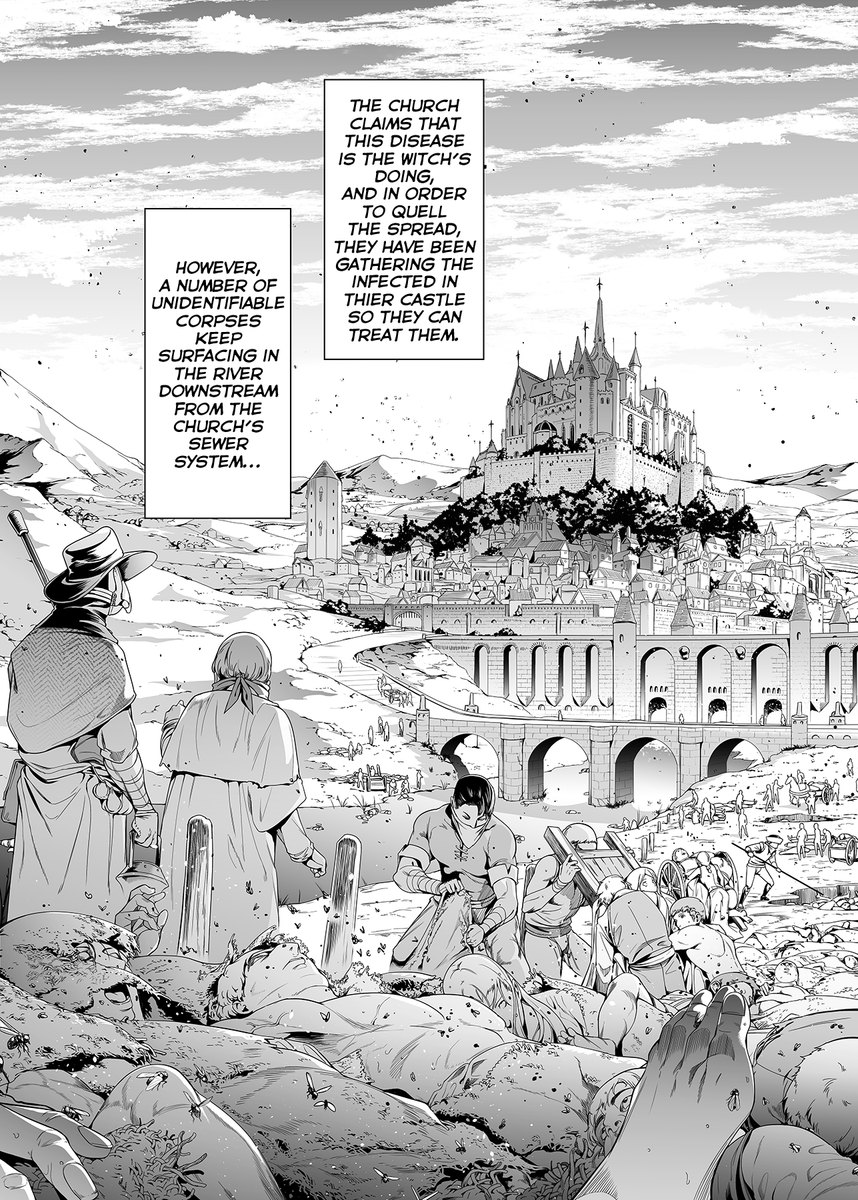 THE CHURCH
CLAIMS THAT
THIS DISEASE
IS THE WITCH'S
DOING,
AND IN ORDER
TO QUELL
THE SPREAD,
THEY HAVE BEEN
GATHERING THE
INFECTED IN
THIER CASTLE
SO THEY CAN
TREAT THEM.
HOWEVER,
A NUMBER OF
UNIDENTIFIABLE
CORPSES
KEEP
SURFACING IN
THE RIVER
DOWNSTREAM
FROM THE
CHURCH'S
SEWER
SYSTEM...